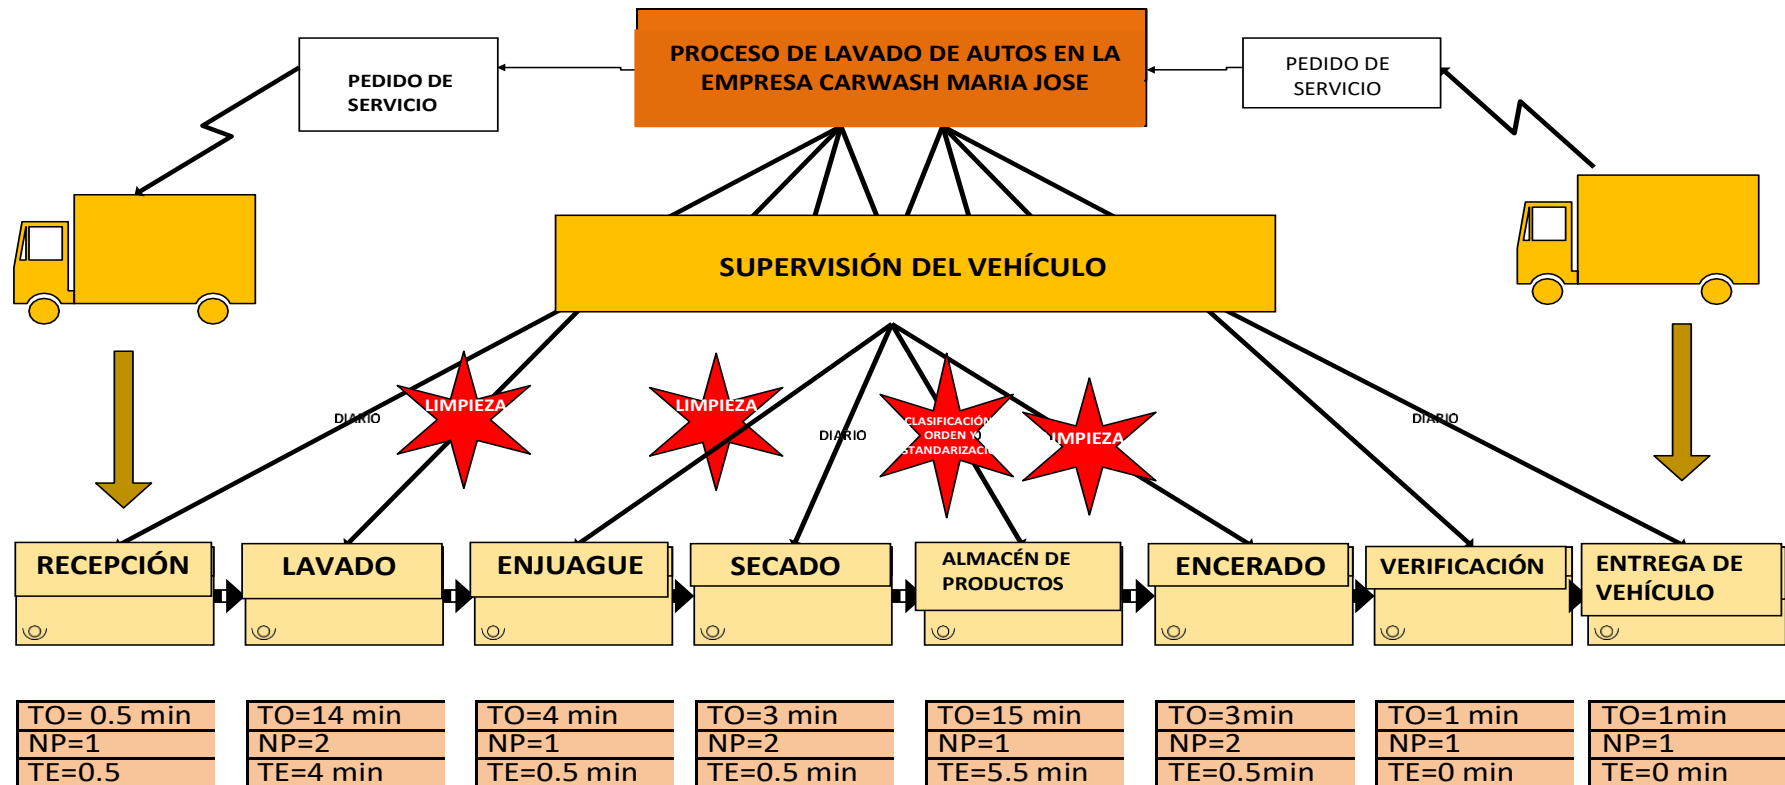 PROCESO DE LAVADO DE AUTOS EN LA
EMPRESA CARWASH MARIA JOSE
PEDIDO DE
SERVICIO
PEDIDO DE
SERVICIO
SUPERVISIÓN DEL VEHÍCULO
LIMPIEZA
LIMPIEZA
CLASIFICACIÓN
ORDEN Y
STANDARIZACI
IMPIEZA
DIARIO
DIARIO
DIARIO
RECEPCIÓN
LAVADO
ENJUAGUE
SECADO
ALMACÉN DE
PRODUCTOS
ENCERADO
VERIFICACIÓN
ENTREGA DE
VEHÍCULO
TO= 0.5 min
NP=1
TE=0.5
TO=14 min
NP=2
TE=4 min
TO=4 min
NP=1
TE=0.5 min
TO=3 min
NP=2
TE=0.5 min
TO=15 min
NP=1
TE=5.5 min
TO=3min
NP=2
TE=0.5min
TO=1 min
NP=1
TE=0 min
TO=1min
NP=1
TE=0 min